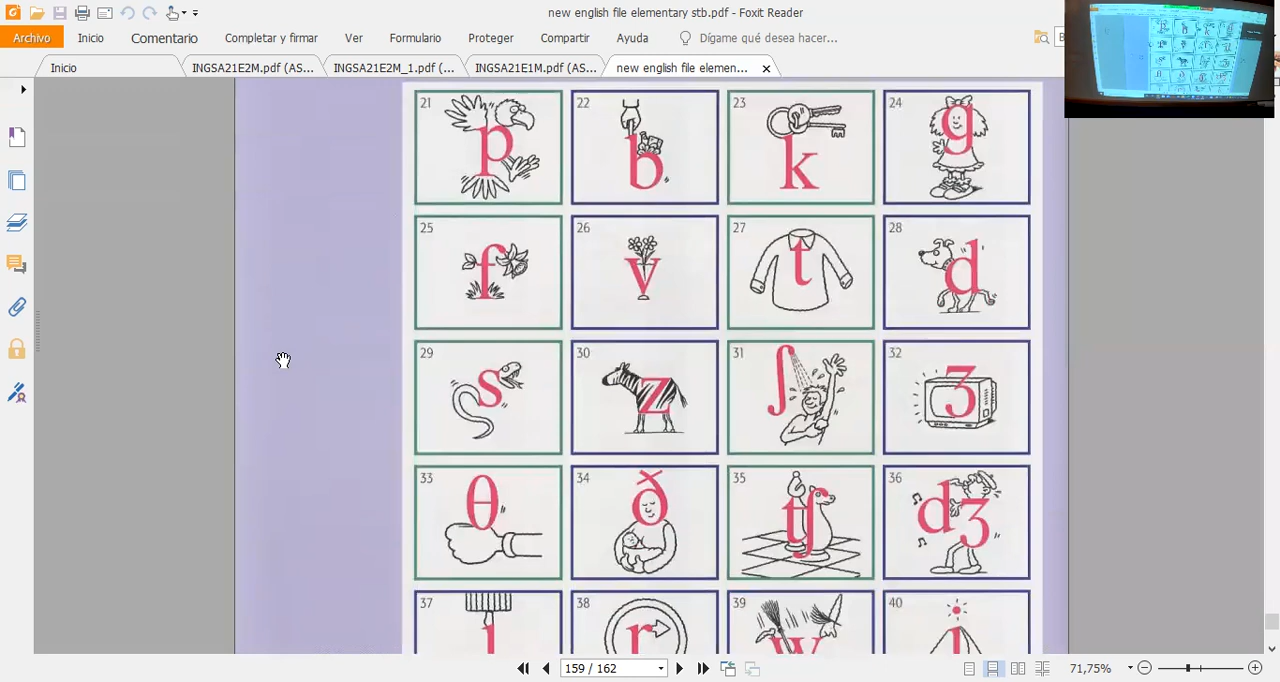 new english file elementary stb.pdf - Foxit Reader
Archivo Inicio Comentario Completar y firmar Ver Formulario Proteger Compartir Ayuda Dígame qué desea hacer...
Inicio INGSA21E2M.pdf (AS... INGSA21E2M_1.pdf (... INGSA21E1M.pdf (AS... new english file elemen...
21 p 22 b 23 k 24 g
25 f 26 v 27 t 28 d
29 s 30 z 31 ʃ 32 ʒ
33 θ 34 ð 35 tʃ 36 dʒ
37 l 38 r 39 w 40 j
159 / 162 71,75%